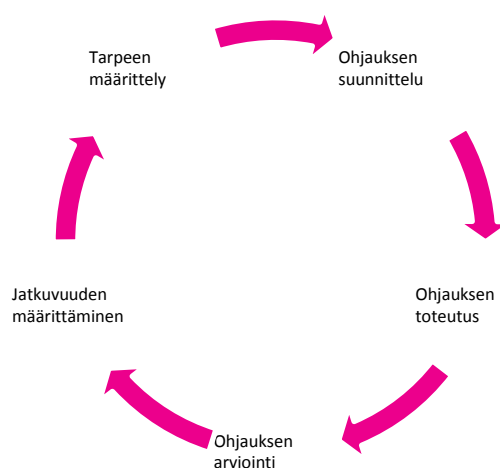 Tarpeen
määrittely
Ohjauksen
suunnittelu
Ohjauksen
toteutus
Ohjauksen
arviointi
Jatkuvuuden
määrittäminen